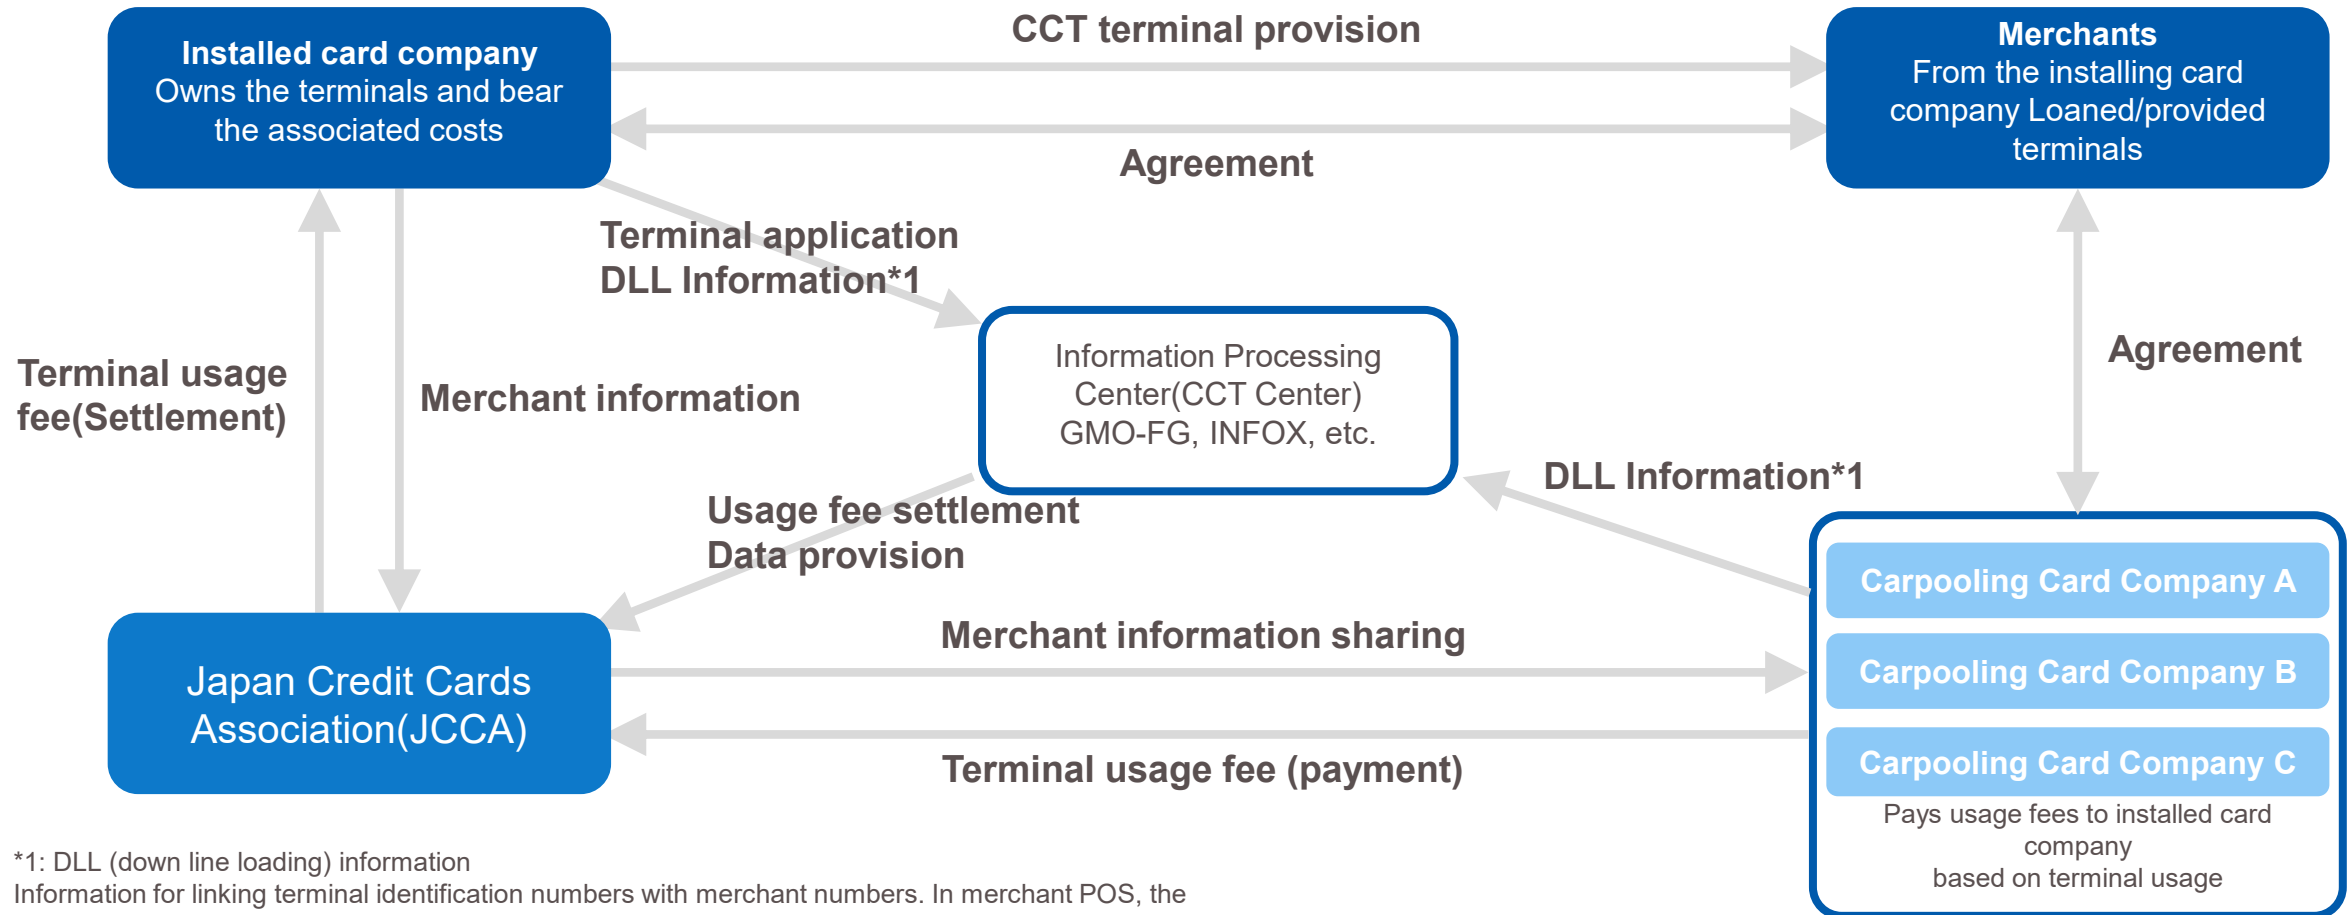 CCT terminal provision
Installed card company
Owns the terminals and bear
the associated costs
Merchants
From the installing card
company Loaned/provided
terminals
Agreement
Terminal application
DLL Information*1
Terminal usage
fee(Settlement)
Merchant information
Information Processing
Center(CCT Center)
GMO-FG, INFOX, etc.
Agreement
DLL Information*1
Usage fee settlement
Data provision
Carpooling Card Company A
Merchant information sharing
Japan Credit Cards
Association(JCCA)
Carpooling Card Company B
Terminal usage fee (payment)
Carpooling Card Company C
Pays usage fees to installed card
company
based on terminal usage
*1: DLL (down line loading) information
Information for linking terminal identification numbers with merchant numbers. In merchant POS, the